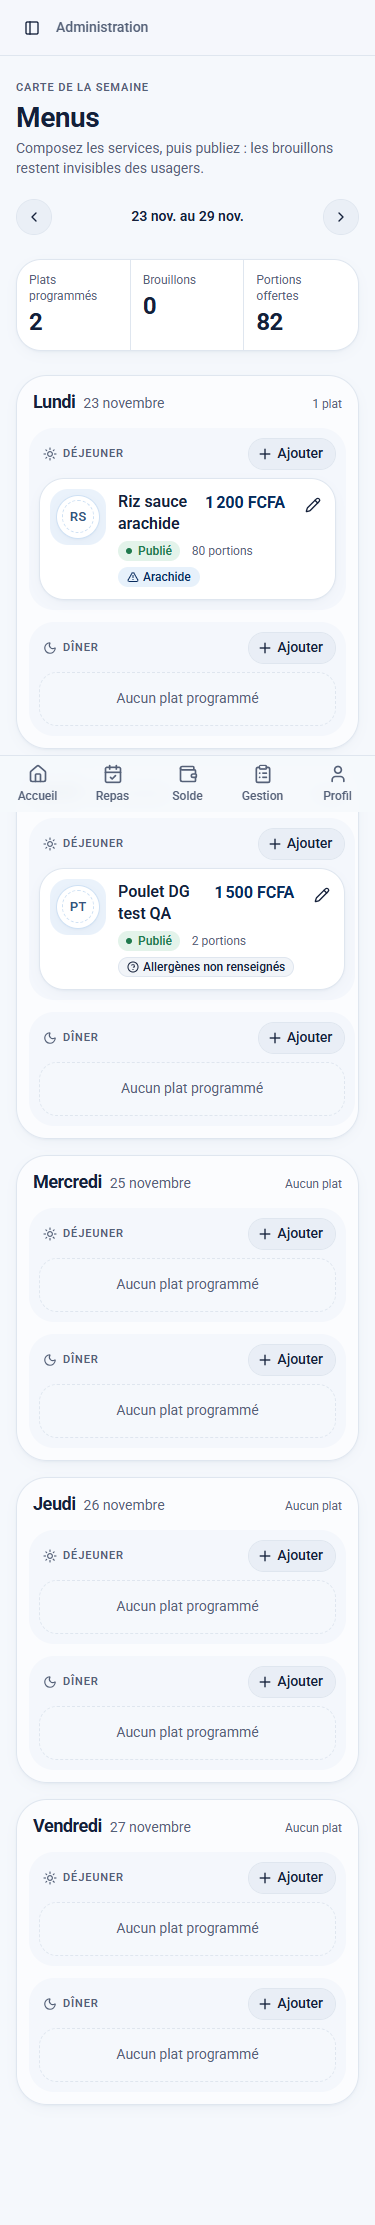 Administration
CARTE DE LA SEMAINE
Menus
Composez les services, puis publiez : les brouillons
restent invisibles des usagers.
23 nov. au 29 nov.
Plats
programmés
2
Brouillons
0
Portions
offertes
82
Lundi 23 novembre 1 plat
DÉJEUNER Ajouter
RS
Riz sauce
arachide
1 200 FCFA
Publié 80 portions
Arachide
DÎNER Ajouter
Aucun plat programmé
Accueil Repas Solde Gestion Profil
DÉJEUNER Ajouter
PT
Poulet DG
test QA
1 500 FCFA
Publié 2 portions
Allergènes non renseignés
DÎNER Ajouter
Aucun plat programmé
Mercredi 25 novembre Aucun plat
DÉJEUNER Ajouter
Aucun plat programmé
DÎNER Ajouter
Aucun plat programmé
Jeudi 26 novembre Aucun plat
DÉJEUNER Ajouter
Aucun plat programmé
DÎNER Ajouter
Aucun plat programmé
Vendredi 27 novembre Aucun plat
DÉJEUNER Ajouter
Aucun plat programmé
DÎNER Ajouter
Aucun plat programmé